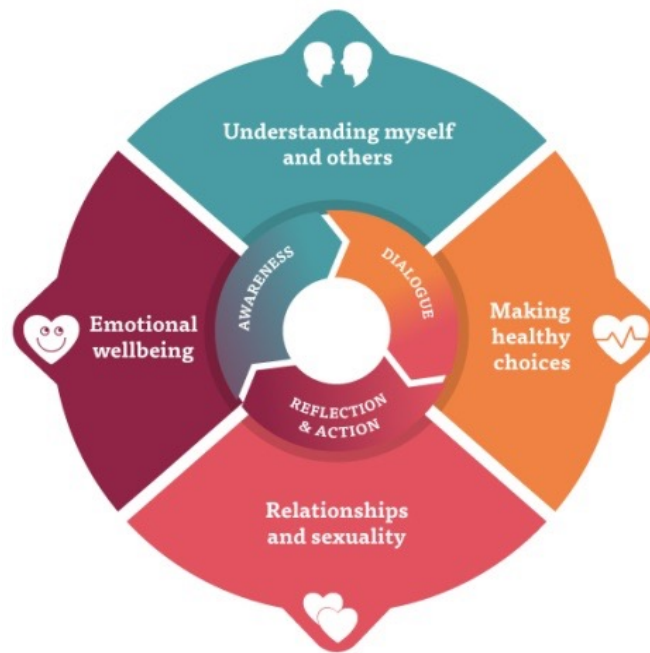 Understanding myself
and others
AWARENESS
DIALOGUE
Emotional
wellbeing
Making
healthy
choices
REFLECTION
& ACTION
Relationships
and sexuality